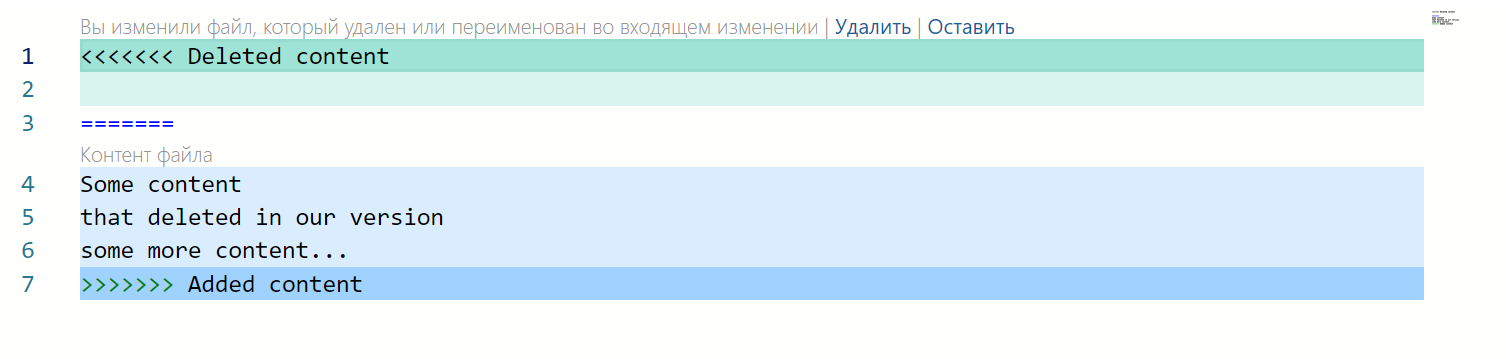 Вы изменили файл, который удален или переименован во входящем изменении | Удалить | Оставить
1 <<<<<<< Deleted content
2
3 =======
Контент файла
4 Some content
5 that deleted in our version
6 some more content...
7 >>>>>>> Added content